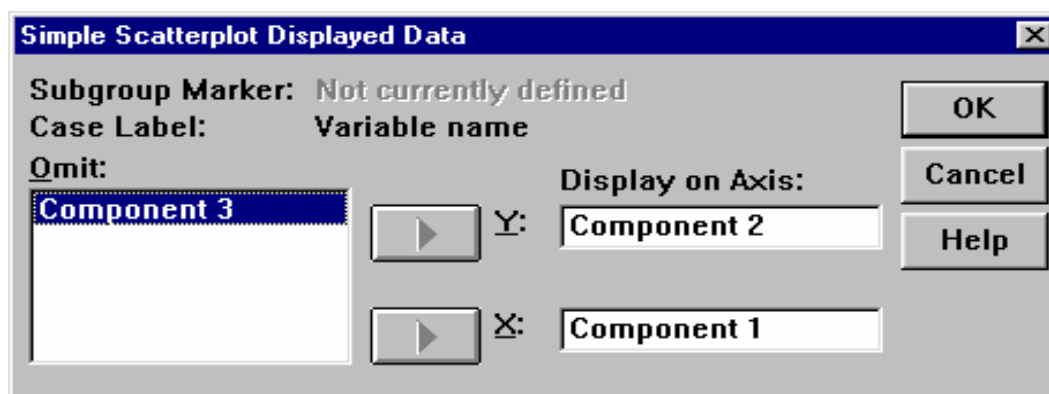 Simple Scatterplot Displayed Data
Subgroup Marker: Not currently defined
Case Label: Variable name
Omit:
Component 3
Display on Axis:
Y: Component 2
X: Component 1
OK
Cancel
Help